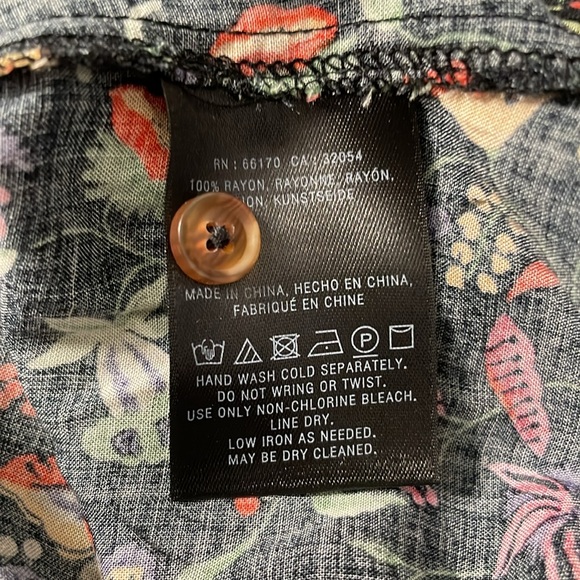 RN : 66170 CA : 32054
100% RAYON, RAYONNE, RAYÓN,
KUNSTSEIDE
MADE IN CHINA, HECHO EN CHINA,
FABRIQUÉ EN CHINE
P
HAND WASH COLD SEPARATELY.
DO NOT WRING OR TWIST.
USE ONLY NON-CHLORINE BLEACH.
LINE DRY.
LOW IRON AS NEEDED.
MAY BE DRY CLEANED.